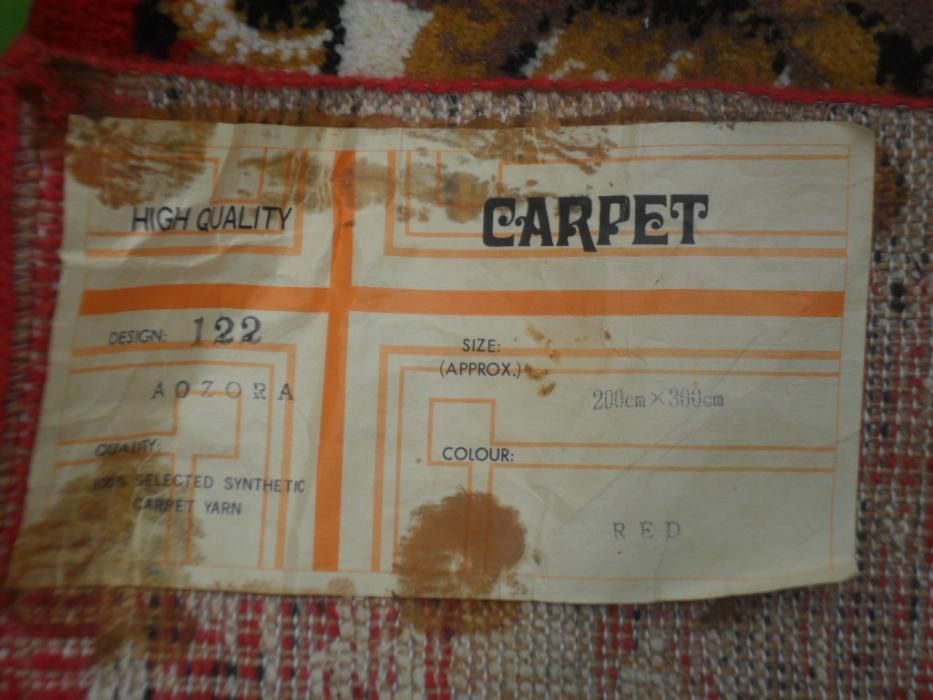 HIGH QUALITY
CARPET
DESIGN: 122
AOZORA
QUALITY:
100% SELECTED SYNTHETIC
CARPET YARN
SIZE:
(APPROX.)
200cm×300cm
COLOUR:
RED